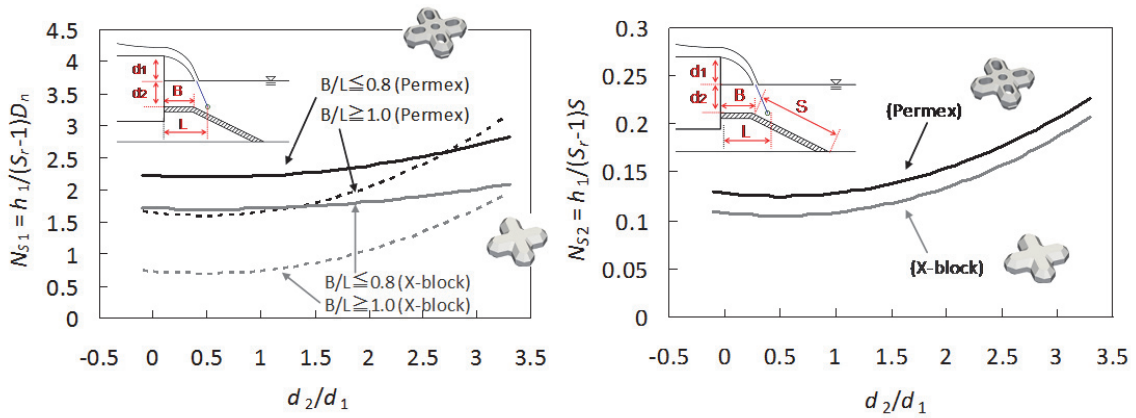 4.5
4
3.5
3
2.5
2
1.5
1
0.5
0
N_S1 = h_1/(S_r-1)D_n
d1
d2
B
L
B/L≦0.8 (Permex)
B/L≧1.0 (Permex)
B/L≦0.8 (X-block)
B/L≧1.0 (X-block)
-0.5 0 0.5 1 1.5 2 2.5 3 3.5
d_2/d_1
0.3
0.25
0.2
0.15
0.1
0.05
0
N_S2 = h_1/(S_r-1)S
d1
d2
B
S
L
(Permex)
(X-block)
-0.5 0 0.5 1 1.5 2 2.5 3 3.5
d_2/d_1